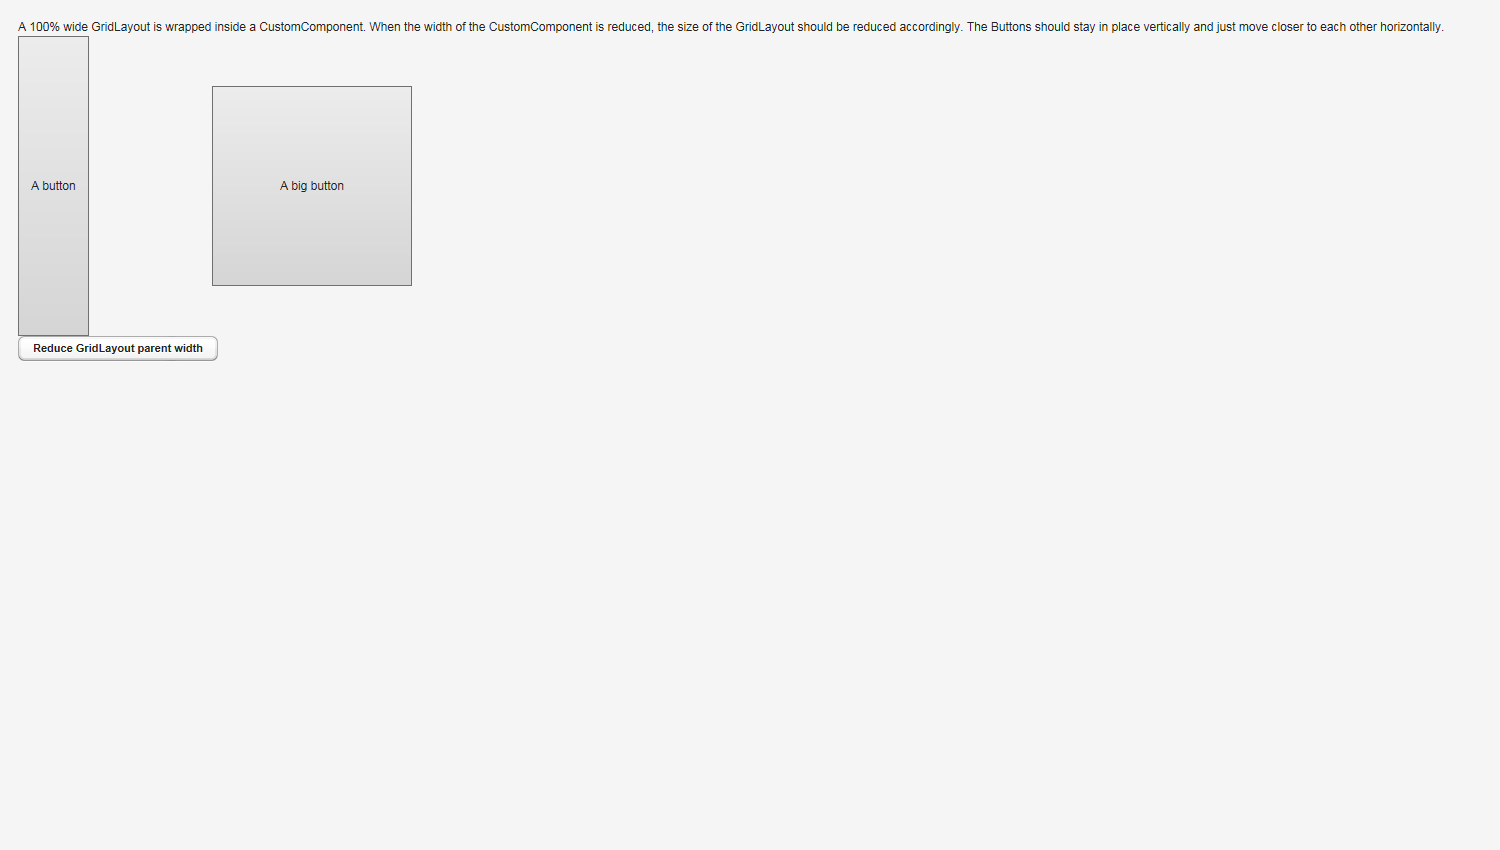 A 100% wide GridLayout is wrapped inside a CustomComponent. When the width of the CustomComponent is reduced, the size of the GridLayout should be reduced accordingly. The Buttons should stay in place vertically and just move closer to each other horizontally.
A button
A big button
Reduce GridLayout parent width